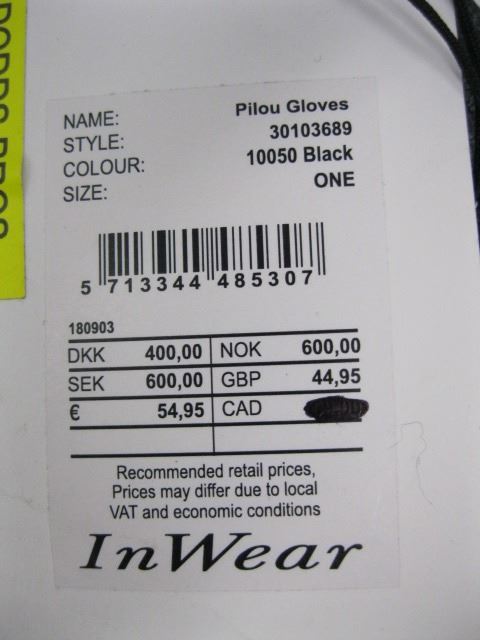 NAME: Pilou Gloves
STYLE: 30103689
COLOUR: 10050 Black
SIZE: ONE
5 713344 485307
180903
DKK 400,00 NOK 600,00
SEK 600,00 GBP 44,95
€ 54,95 CAD
Recommended retail prices,
Prices may differ due to local
VAT and economic conditions
InWear